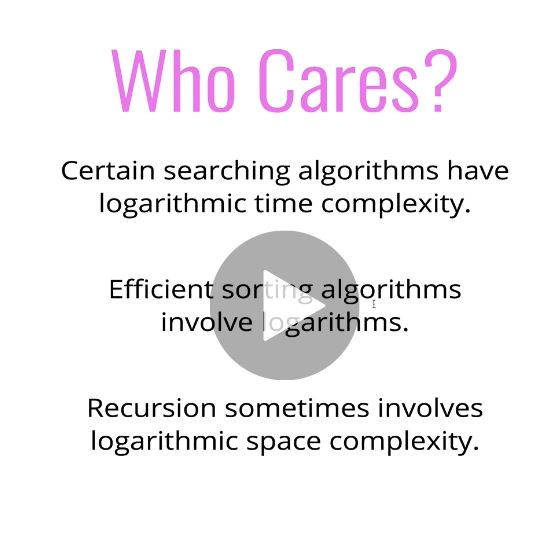 Who Cares?
Certain searching algorithms have
logarithmic time complexity.
Efficient sorting algorithms
involve logarithms.
Recursion sometimes involves
logarithmic space complexity.